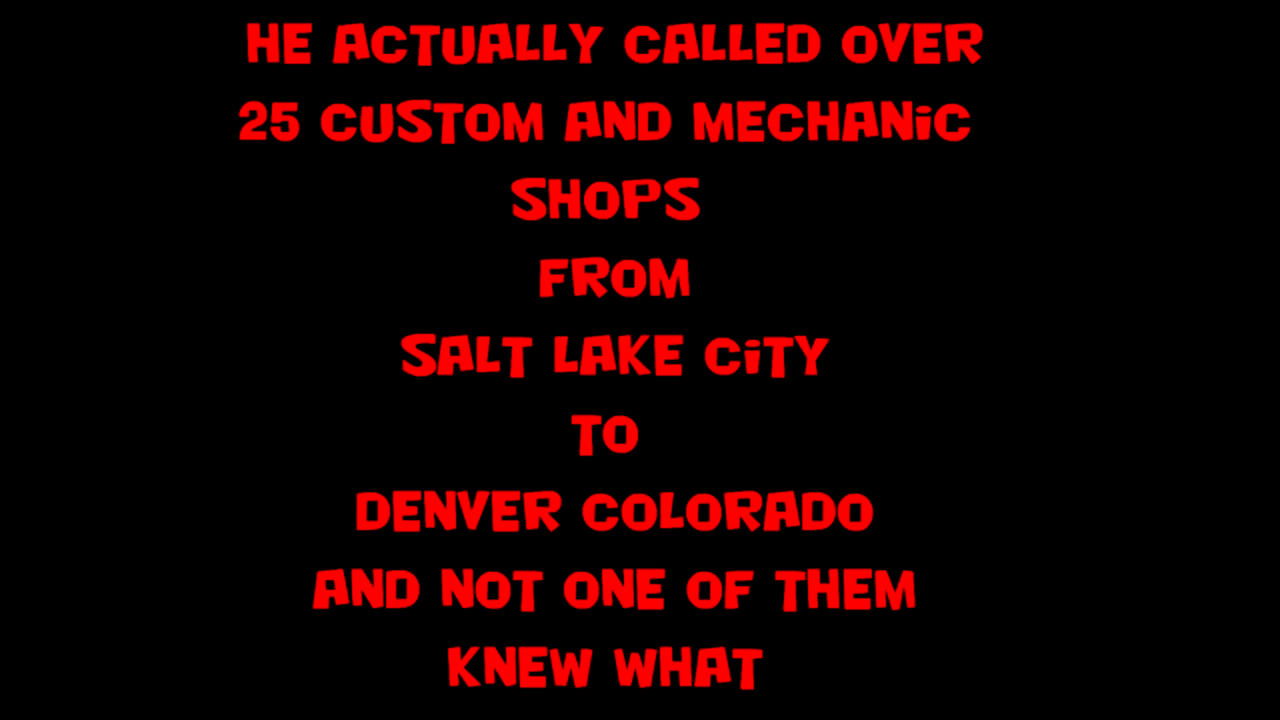 HE ACTUALLY CALLED OVER
25 CUSTOM AND MECHANiC
SHOPS
FROM
SALT LAKE CiTY
TO
DENVER COLORADO
AND NOT ONE OF THEM
KNEW WHAT